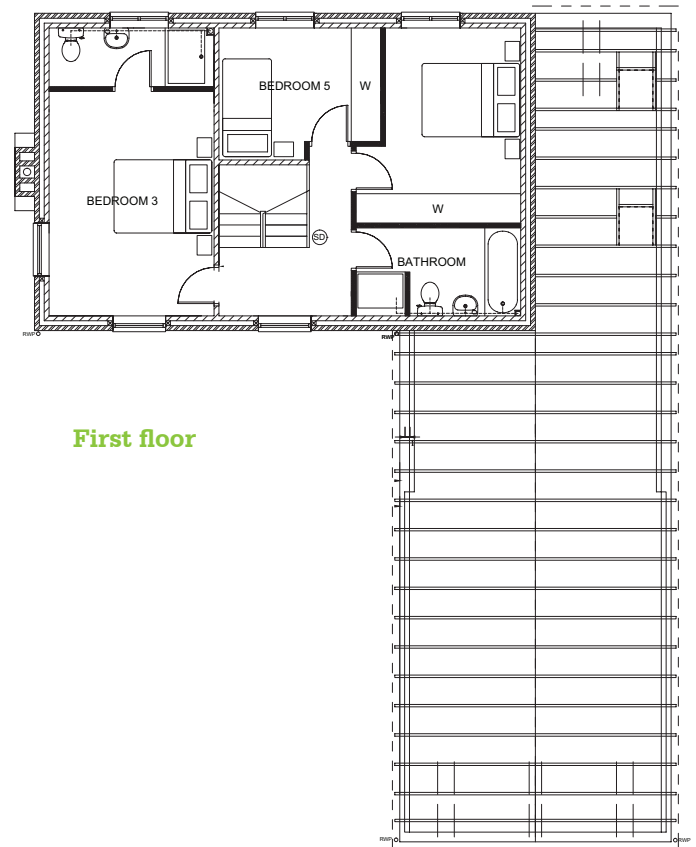 BEDROOM 5
W
BEDROOM 3
W
SD
BATHROOM
RWP
RWP
First floor
RWP
RWP